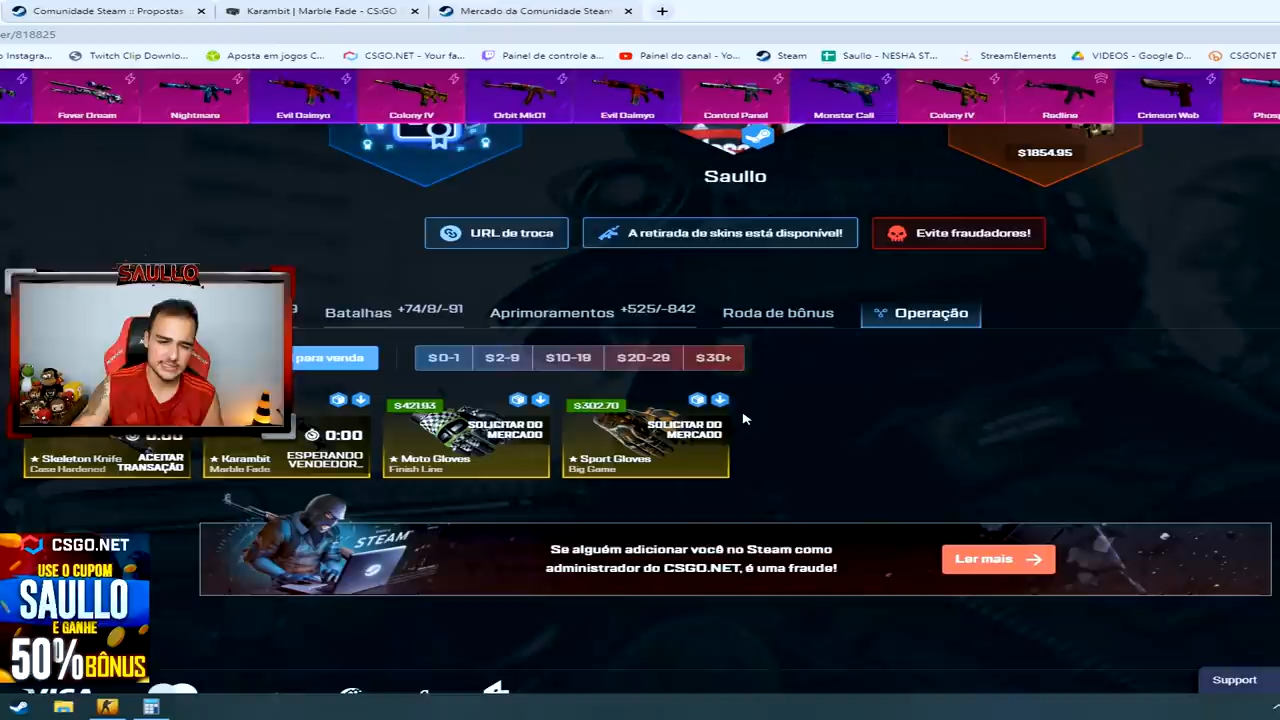 Comunidade Steam :: Propostas
Karambit | Marble Fade - CS:GO
Mercado da Comunidade Steam
er/818825
o Instagra...
Twitch Clip Downlo...
Aposta em jogos C...
CSGO.NET - Your fa...
Painel de controle a...
Painel do canal - Yo...
Steam
Saullo - NESHA ST...
StreamElements
VIDEOS - Google D...
CSGONET
Fever Dream
Nightmare
Evil Daimyo
Colony IV
Orbit Mk01
Evil Daimyo
Control Panel
Monster Call
Colony IV
Redline
Crimson Web
Phosp
$1854.95
Saullo
URL de troca
A retirada de skins está disponível!
Evite fraudadores!
Batalhas +74/8/-91
Aprimoramentos +525/-842
Roda de bônus
Operação
para venda
$0-1
$2-9
$10-19
$20-29
$30+
SAULLO
0:00
ACEITAR
TRANSAÇÃO
★ Skeleton Knife
Case Hardened
0:00
ESPERANDO
VENDEDOR...
★ Karambit
Marble Fade
$421.93
SOLICITAR DO
MERCADO
★ Moto Gloves
Finish Line
$302.70
SOLICITAR DO
MERCADO
★ Sport Gloves
Big Game
STEAM
Se alguém adicionar você no Steam como
administrador do CSGO.NET, é uma fraude!
Ler mais
CSGO.NET
USE O CUPOM
SAULLO
E GANHE
50% BÔNUS
VISA
Support